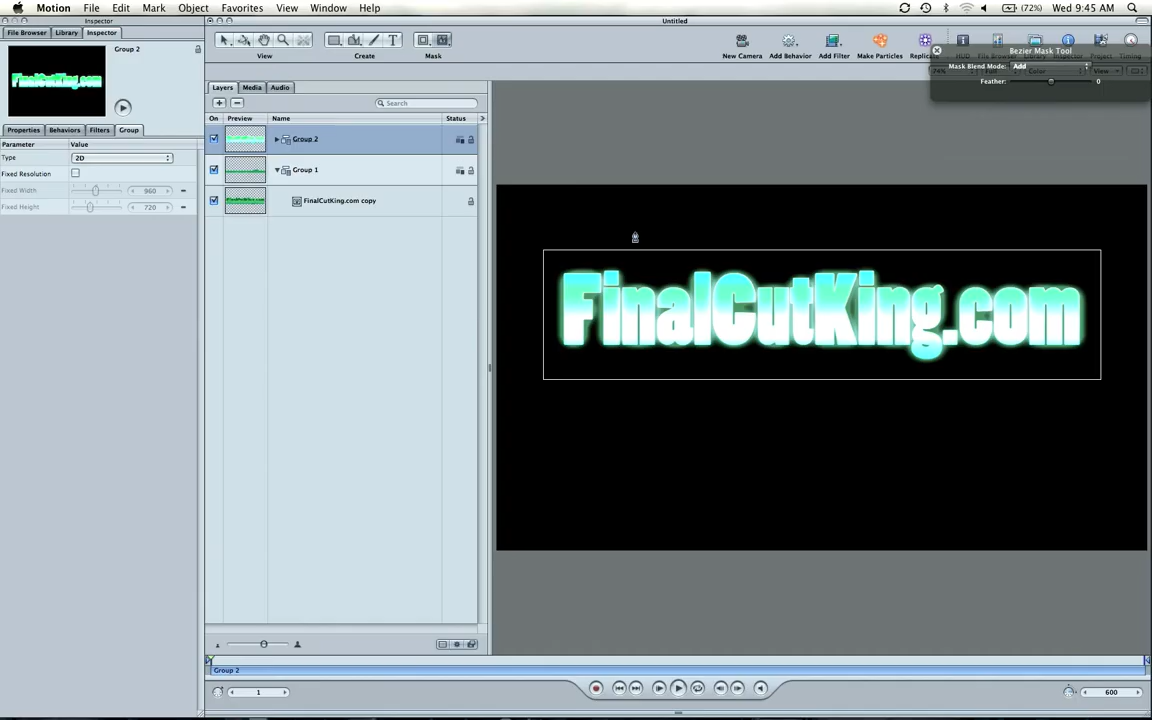 Motion File Edit Mark Object Favorites View Window Help (72%) Wed 9:45 AM
Inspector
Untitled
File Browser Library Inspector
Group 2
View
Create
Mask
New Camera Add Behavior Add Filter Make Particles
Bezier Mask Tool
Mask Blend Mode: Add
Feather: 0
Layers Media Audio
Search
Properties Behaviors Filters Group
On Preview Name Status
Parameter Value
Type 2D
Fixed Resolution
Fixed Width 960
Fixed Height 720
Group 2
Group 1
FinalCutKing.com copy
FinalCutKing.com
Group 2
1
600